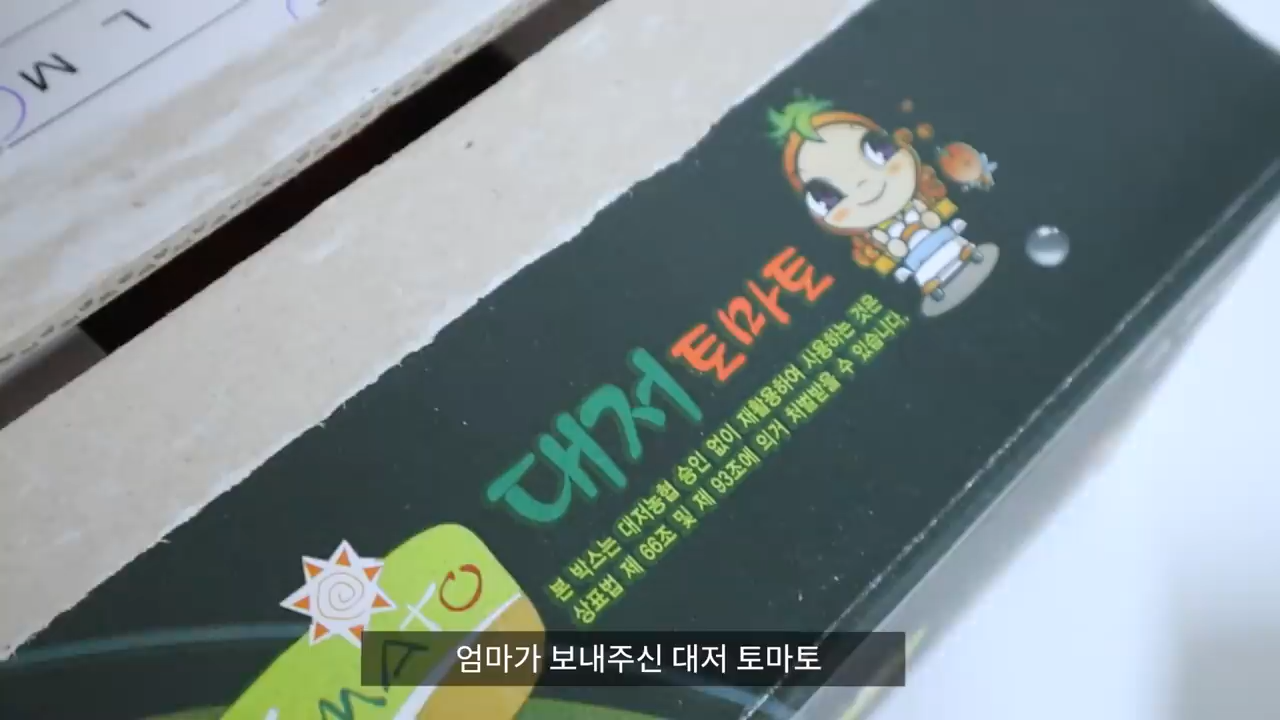 L
M
대저 토마토
본 박스는 대저농협 승인 없이 재활용하여 사용하는 것은
상표법 제 66조 및 제 93조에 의거 처벌받을 수 있습니다.
MATO
엄마가 보내주신 대저 토마토